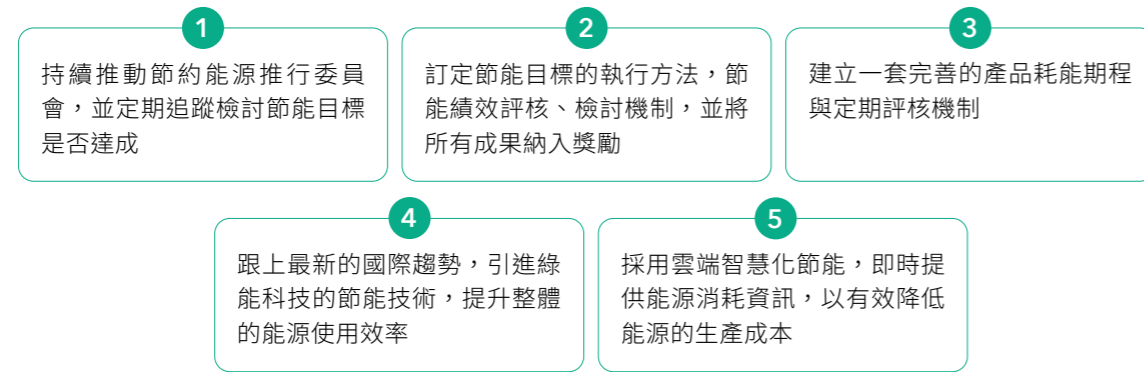 1
持續推動節約能源推行委員
會，並定期追蹤檢討節能目標
是否達成
2
訂定節能目標的執行方法，節
能績效評核、檢討機制，並將
所有成果納入獎勵
3
建立一套完善的產品耗能期程
與定期評核機制
4
跟上最新的國際趨勢，引進綠
能科技的節能技術，提升整體
的能源使用效率
5
採用雲端智慧化節能，即時提
供能源消耗資訊，以有效降低
能源的生產成本